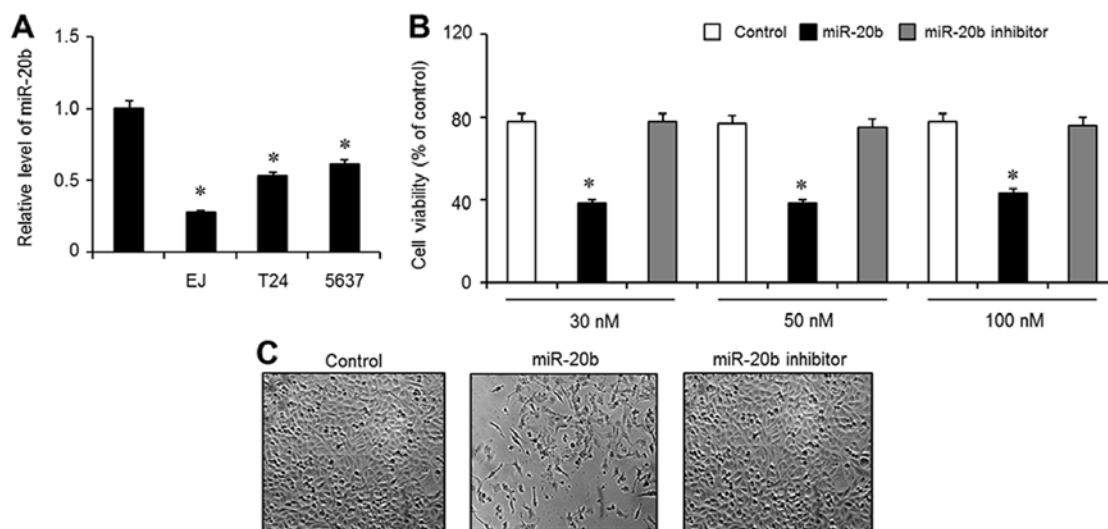 A
Relative level of miR-20b
1.5
1.0
0.5
0
*
*
*
EJ T24 5637
B
Control miR-20b miR-20b inhibitor
Cell viability (% of control)
120
80
40
0
*
*
*
30 nM 50 nM 100 nM
C
Control miR-20b miR-20b inhibitor